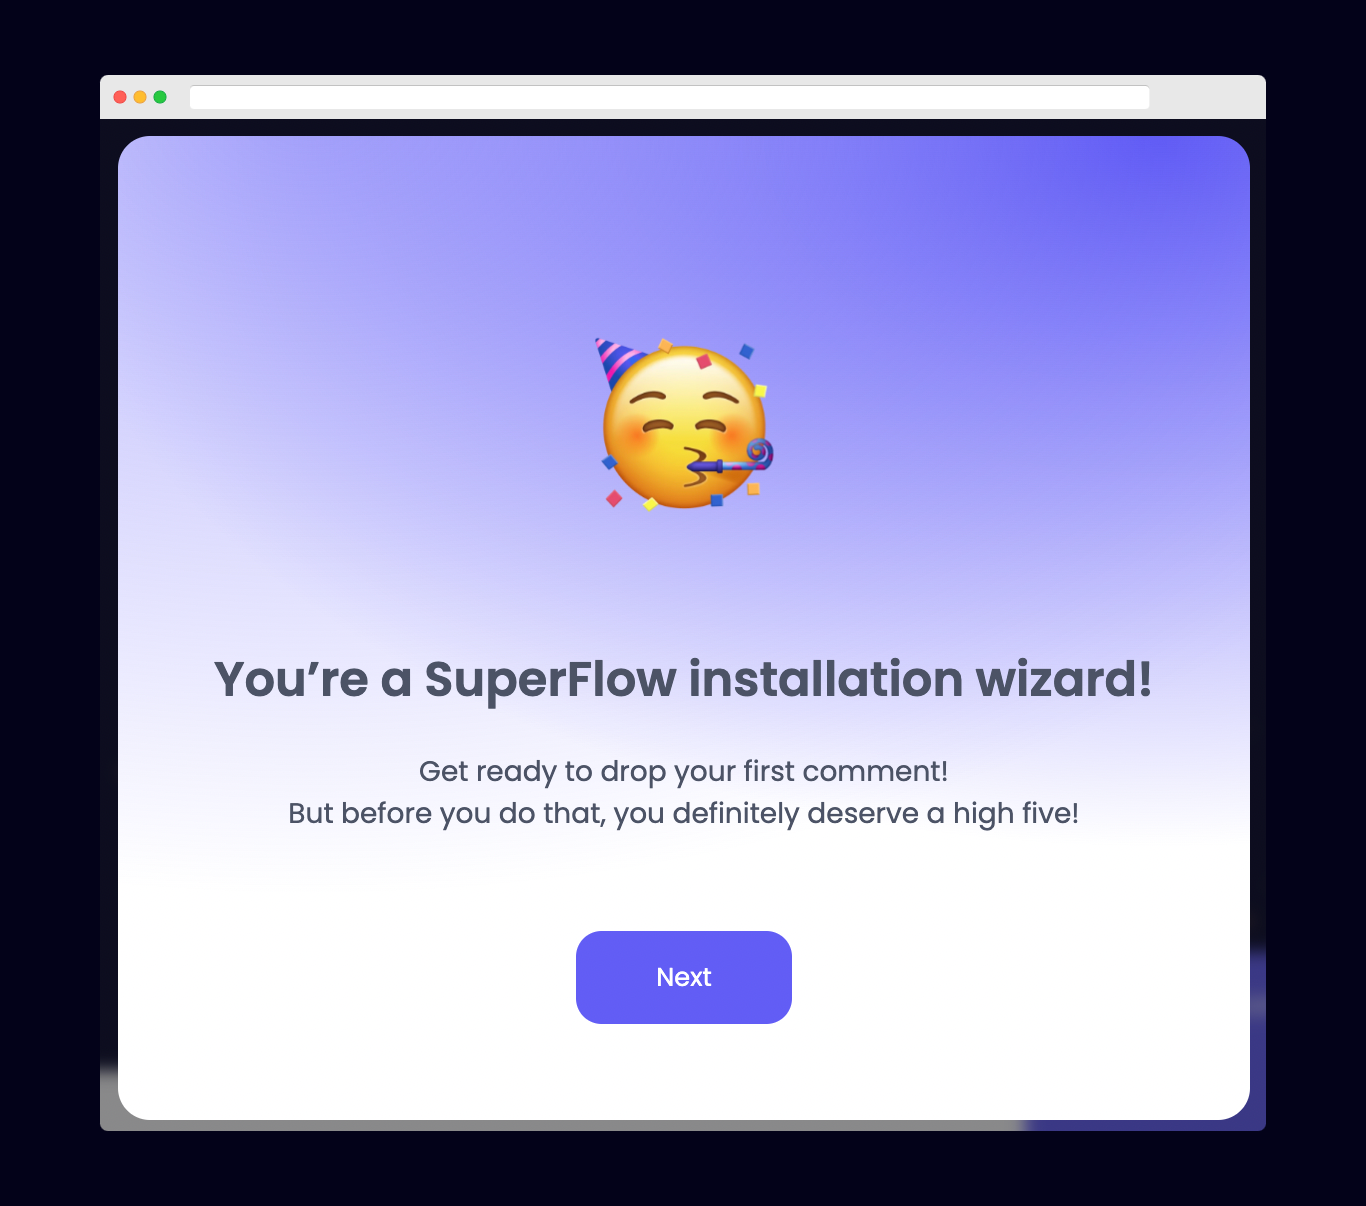 You’re a SuperFlow installation wizard!
Get ready to drop your first comment!
But before you do that, you definitely deserve a high five!
Next